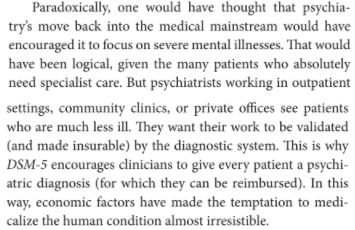 Paradoxically, one would have thought that psychia-
try's move back into the medical mainstream would have
encouraged it to focus on severe mental illnesses. That would
have been logical, given the many patients who absolutely
need specialist care. But psychiatrists working in outpatient
settings, community clinics, or private offices see patients
who are much less ill. They want their work to be validated
(and made insurable) by the diagnostic system. This is why
DSM-5 encourages clinicians to give every patient a psychi-
atric diagnosis (for which they can be reimbursed). In this
way, economic factors have made the temptation to medi-
calize the human condition almost irresistible.